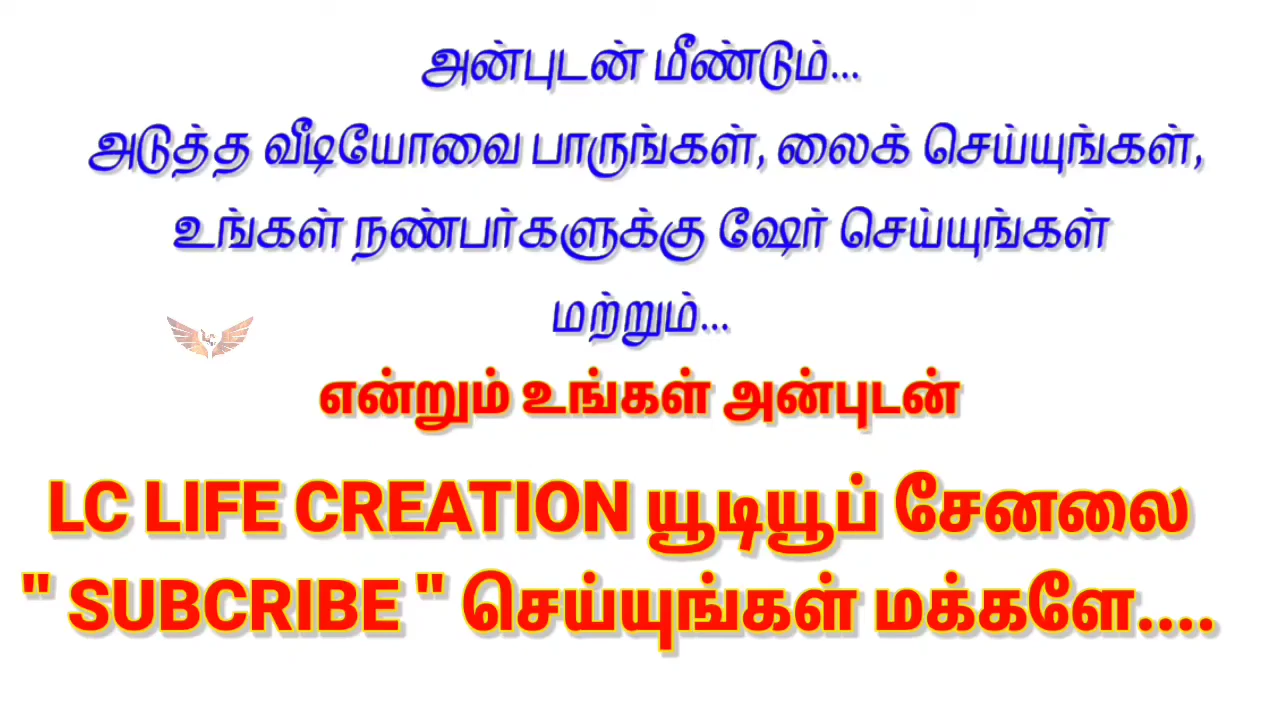 அன்புடன் மீண்டும்...
அடுத்த வீடியோவை பாருங்கள், லைக் செய்யுங்கள்,
உங்கள் நண்பர்களுக்கு ஷேர் செய்யுங்கள்
மற்றும்...
என்றும் உங்கள் அன்புடன்
LC LIFE CREATION யூடியூப் சேனலை
" SUBCRIBE " செய்யுங்கள் மக்களே....